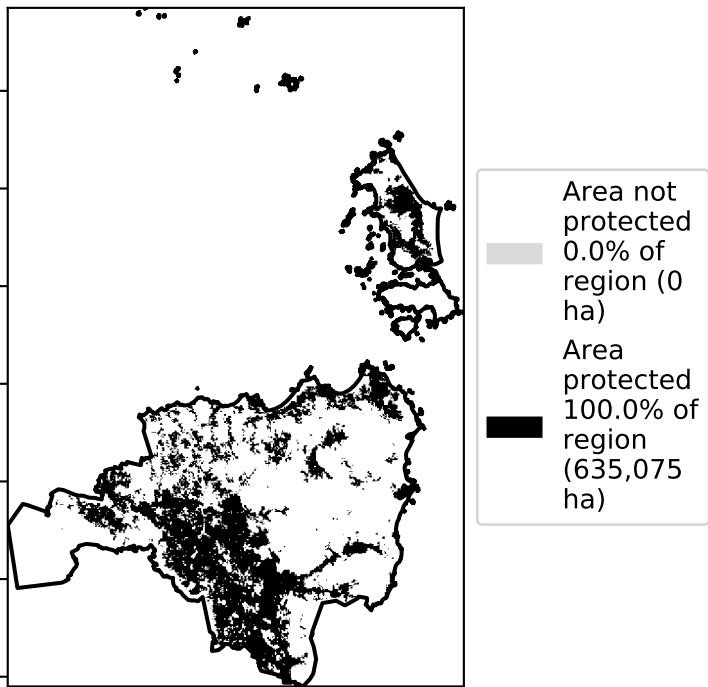 Area not
protected
0.0% of
region (0
ha)
Area
protected
100.0% of
region
(635,075
ha)